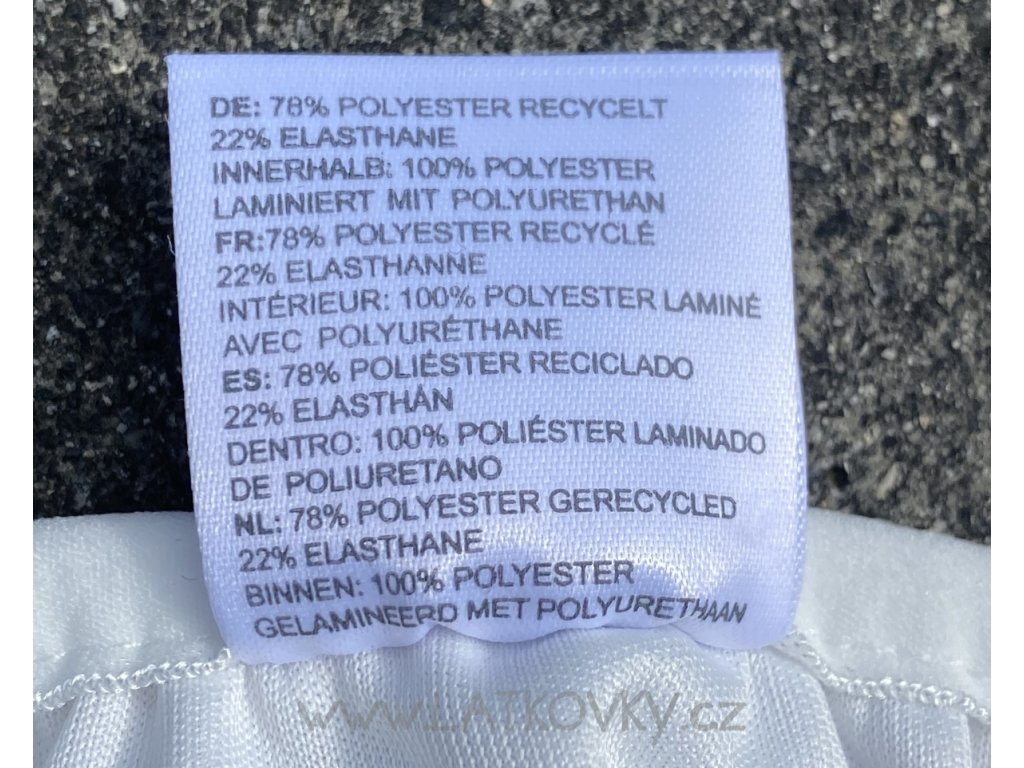 DE: 78% POLYESTER RECYCELT
22% ELASTHANE
INNERHALB: 100% POLYESTER
LAMINIERT MIT POLYURETHAN
FR:78% POLYESTER RECYCLÉ
22% ELASTHANNE
INTÉRIEUR: 100% POLYESTER LAMINÉ
AVEC POLYURÉTHANE
ES: 78% POLIÉSTER RECICLADO
22% ELASTHÁN
DENTRO: 100% POLIÉSTER LAMINADO
DE POLIURETANO
NL: 78% POLYESTER GERECYCLED
22% ELASTHANE
BINNEN: 100% POLYESTER
GELAMINEERD MET POLYURETHAAN
www.LATKOVKY.cz